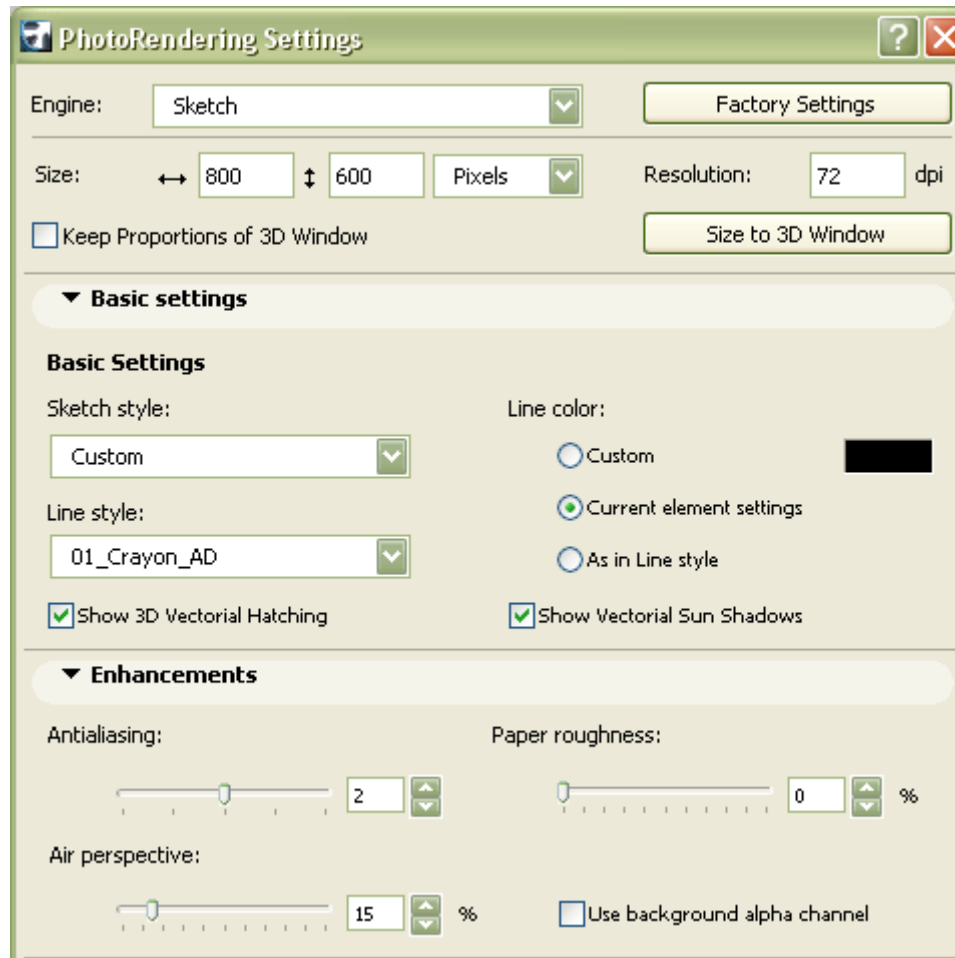 PhotoRendering Settings
Engine: Sketch Factory Settings
Size: 800 600 Pixels Resolution: 72 dpi
Keep Proportions of 3D Window Size to 3D Window
Basic settings
Basic Settings
Sketch style: Line color:
Custom Custom
Current element settings
Line style:
01_Crayon_AD As in Line style
Show 3D Vectorial Hatching Show Vectorial Sun Shadows
Enhancements
Antialiasing: Paper roughness:
2 0 %
Air perspective:
15 % Use background alpha channel